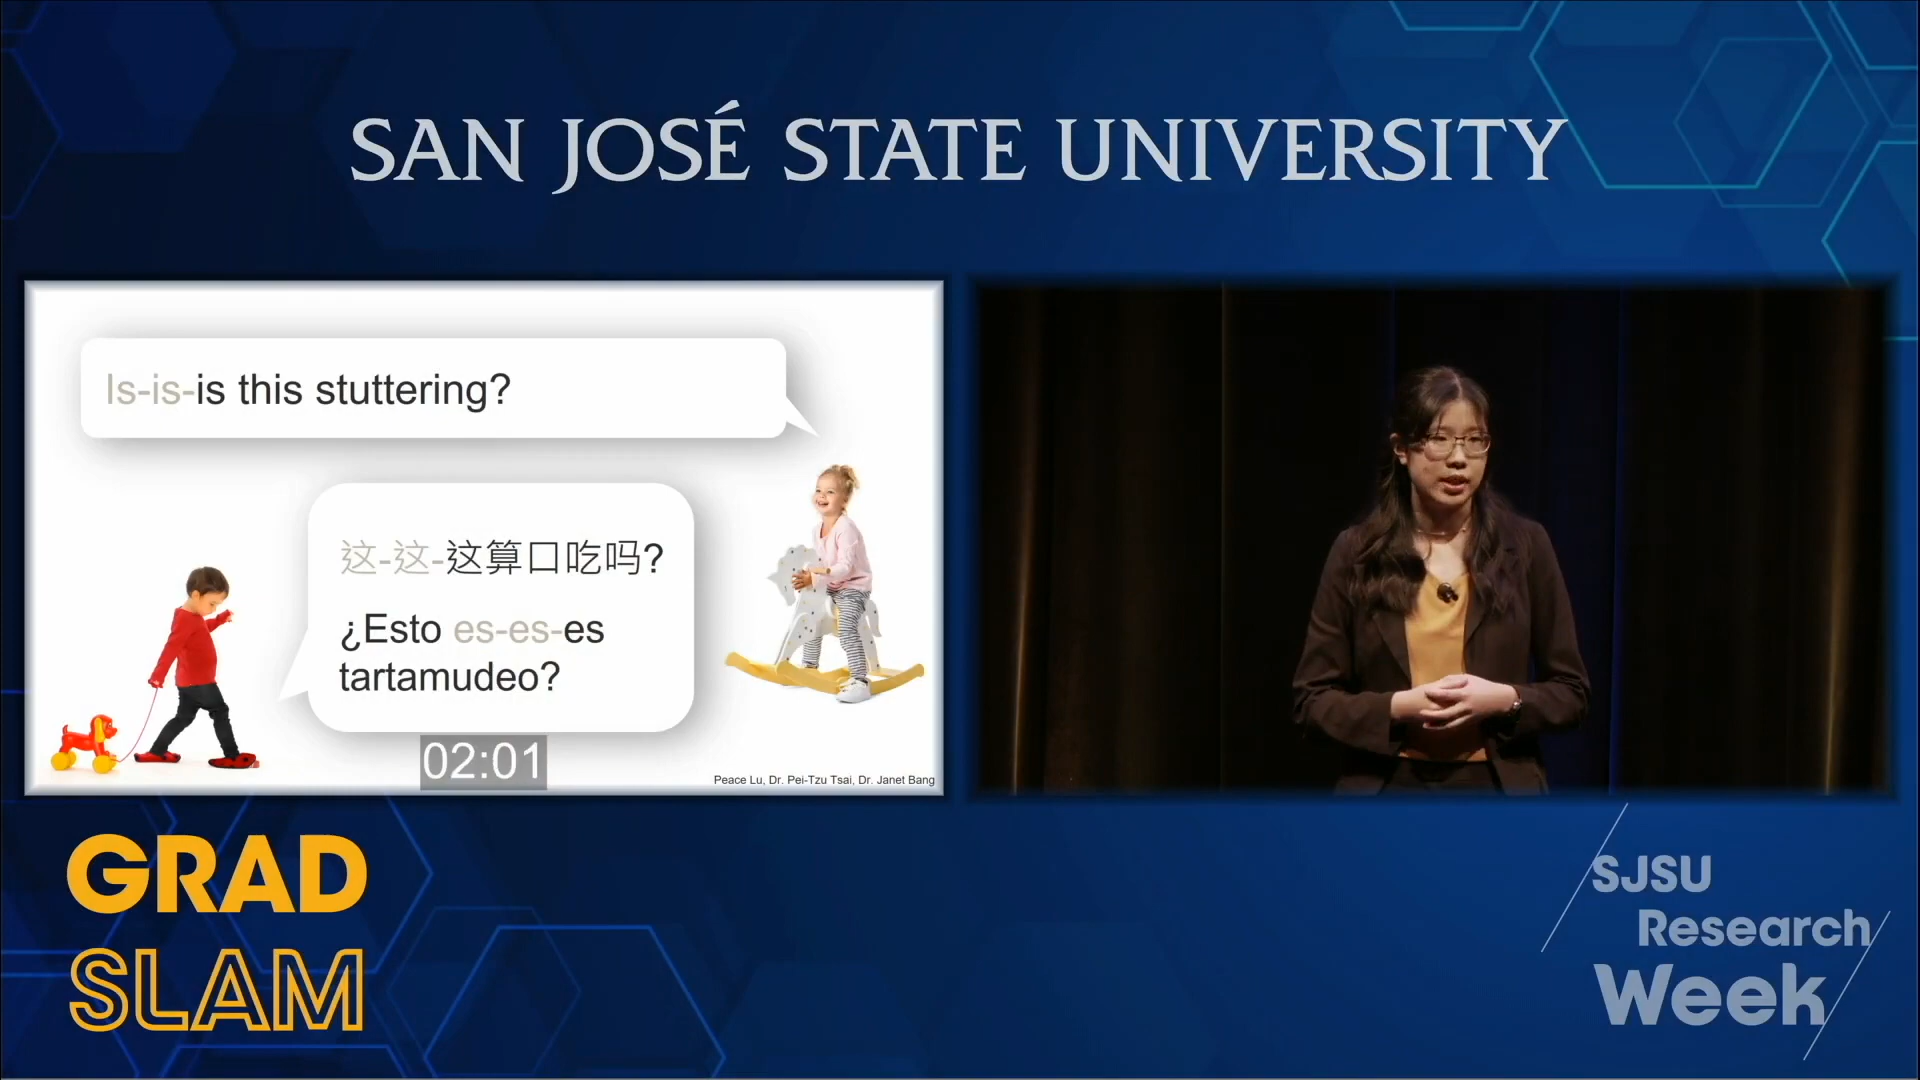 SAN JOSÉ STATE UNIVERSITY
Is-is-is this stuttering?
这-这-这算口吃吗?
¿Esto es-es-es
tartamudeo?
02:01
Peace Lu, Dr. Pei-Tzu Tsai, Dr. Janet Bang
GRAD
SLAM
SJSU
Research
Week